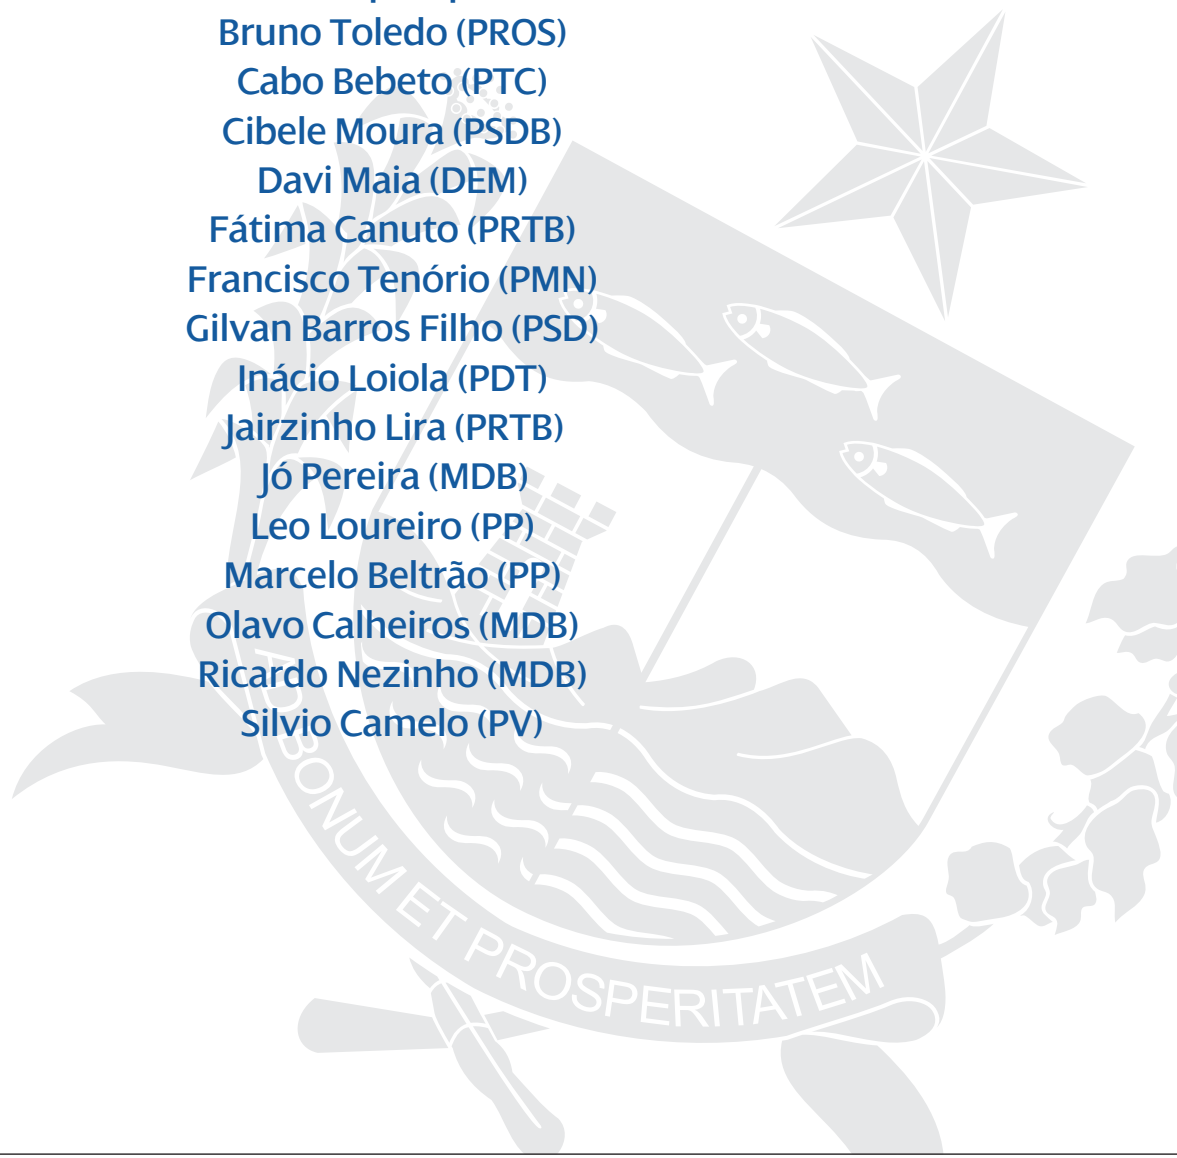 Bruno Toledo (PROS)
Cabo Bebeto (PTC)
Cibele Moura (PSDB)
Davi Maia (DEM)
Fátima Canuto (PRTB)
Francisco Tenório (PMN)
Gilvan Barros Filho (PSD)
Inácio Loiola (PDT)
Jairzinho Lira (PRTB)
Jó Pereira (MDB)
Leo Loureiro (PP)
Marcelo Beltrão (PP)
Olavo Calheiros (MDB)
Ricardo Nezinho (MDB)
Silvio Camelo (PV)
AD BONUM ET PROSPERITATEM